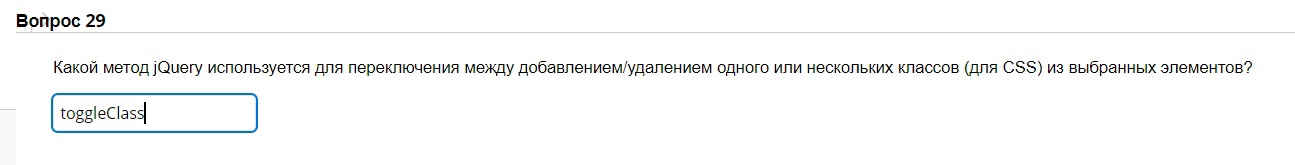 Вопрос 29
Какой метод jQuery используется для переключения между добавлением/удалением одного или нескольких классов (для CSS) из выбранных элементов?
toggleClass